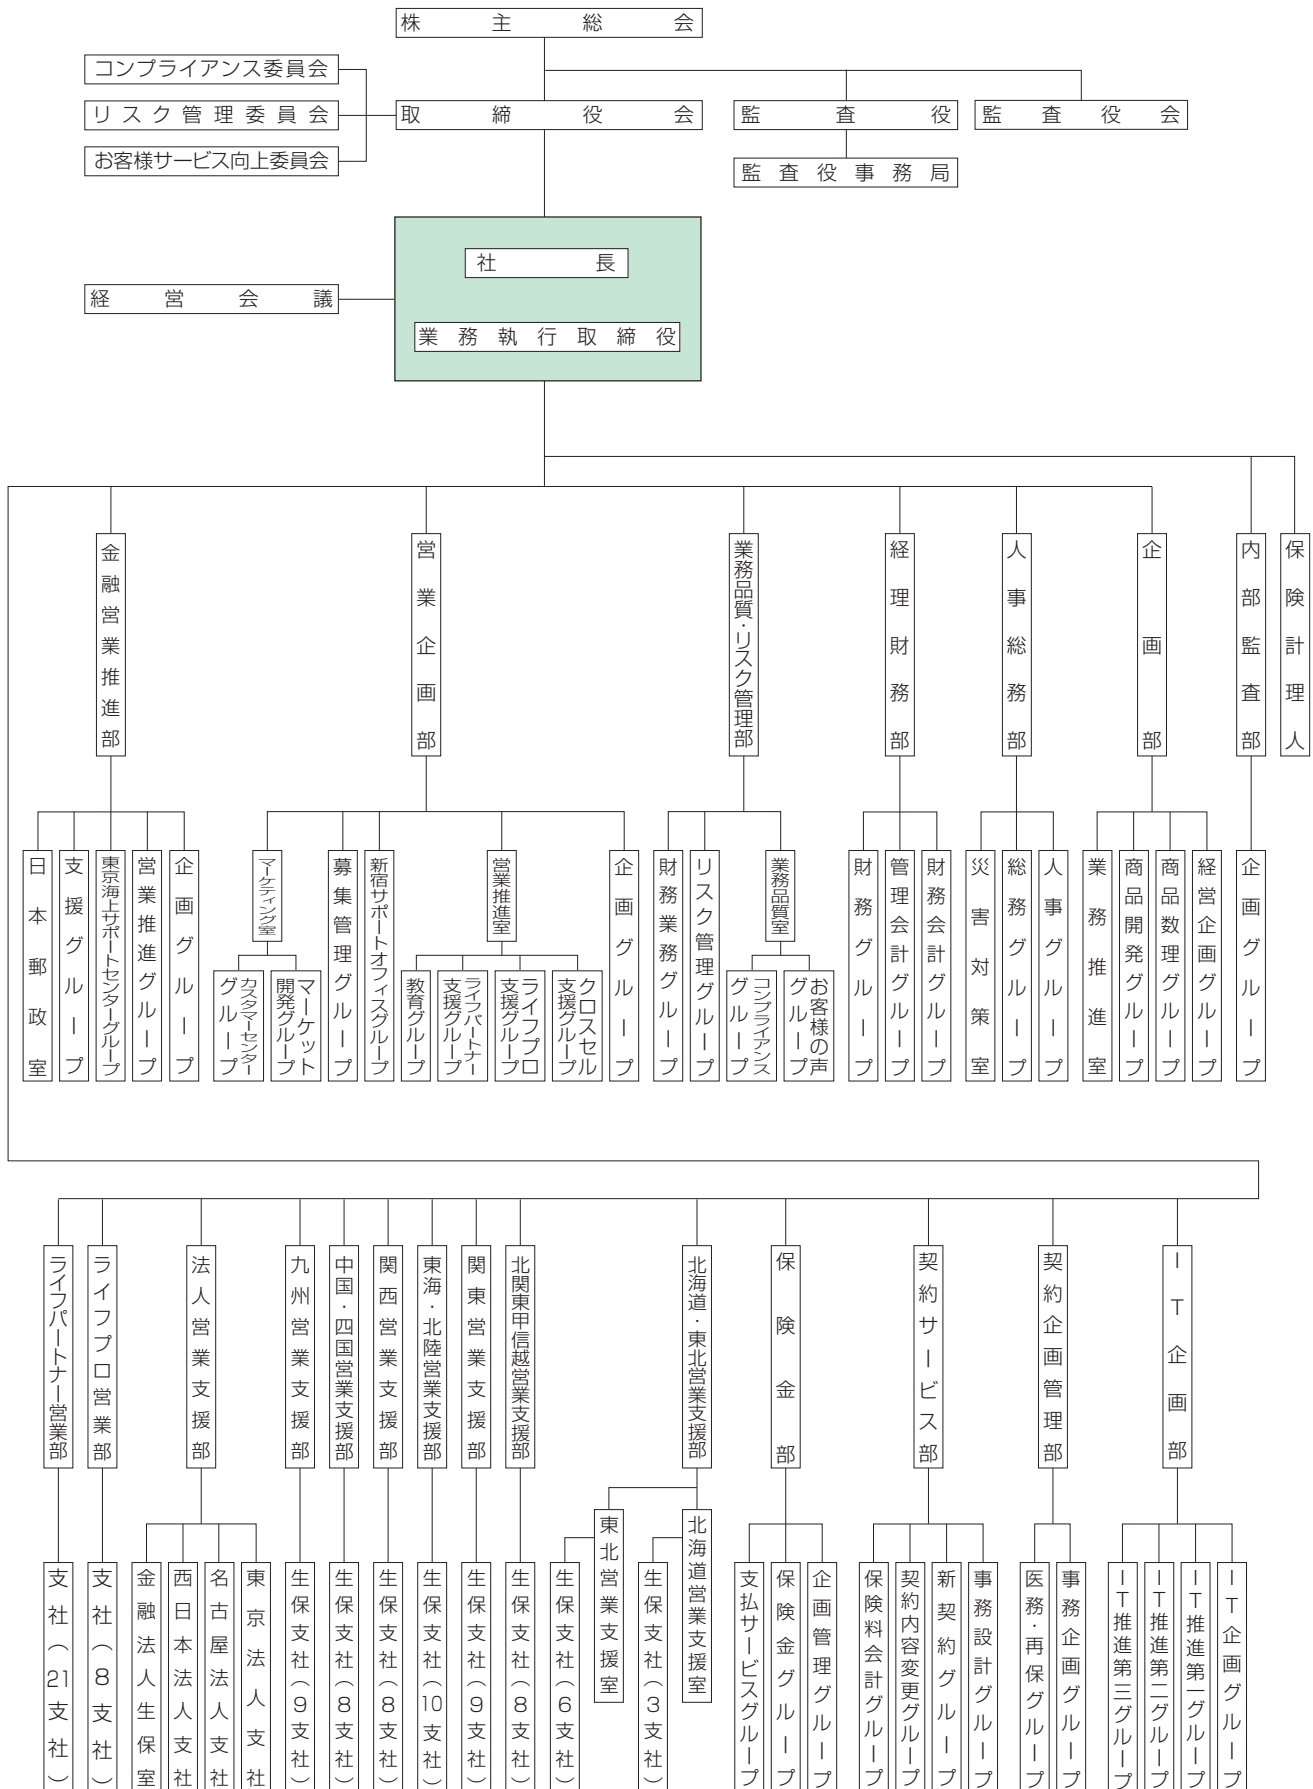 株主総会
コンプライアンス委員会
リスク管理委員会
お客様サービス向上委員会
取締役会
監査役
監査役会
監査役事務局
社長
経営会議
業務執行取締役
金融営業推進部
営業企画部
業務品質・リスク管理部
経理財務部
人事総務部
企画部
内部監査部
保険計理人
日本郵政室
支援グループ
東京海上サポートセンターグループ
営業推進グループ
企画グループ
マーケティング室
カスタマーセンター
グループ
マーケット
開発グループ
募集管理グループ
新宿サポートオフィスグループ
営業推進室
教育グループ
ライフパートナー
支援グループ
ライフプロ
支援グループ
クロスセル
支援グループ
企画グループ
財務業務グループ
リスク管理グループ
業務品質室
コンプライアンス
グループ
お客様の声
グループ
財務グループ
管理会計グループ
財務会計グループ
災害対策室
総務グループ
人事グループ
業務推進室
商品開発グループ
商品数理グループ
経営企画グループ
企画グループ
ライフパートナー営業部
ライフプロ営業部
法人営業支援部
九州営業支援部
中国・四国営業支援部
関西営業支援部
東海・北陸営業支援部
関東営業支援部
北関東甲信越営業支援部
北海道・東北営業支援部
保険金部
契約サービス部
契約企画管理部
IT企画部
支社（21支社）
支社（8支社）
金融法人生保室
西日本法人支社
名古屋法人支社
東京法人支社
生保支社（9支社）
生保支社（8支社）
生保支社（8支社）
生保支社（10支社）
生保支社（9支社）
生保支社（8支社）
東北営業支援室
生保支社（6支社）
北海道営業支援室
生保支社（3支社）
支払サービスグループ
保険金グループ
企画管理グループ
保険料会計グループ
契約内容変更グループ
新契約グループ
事務設計グループ
医務・再保グループ
事務企画グループ
IT推進第三グループ
IT推進第二グループ
IT推進第一グループ
IT企画グループ